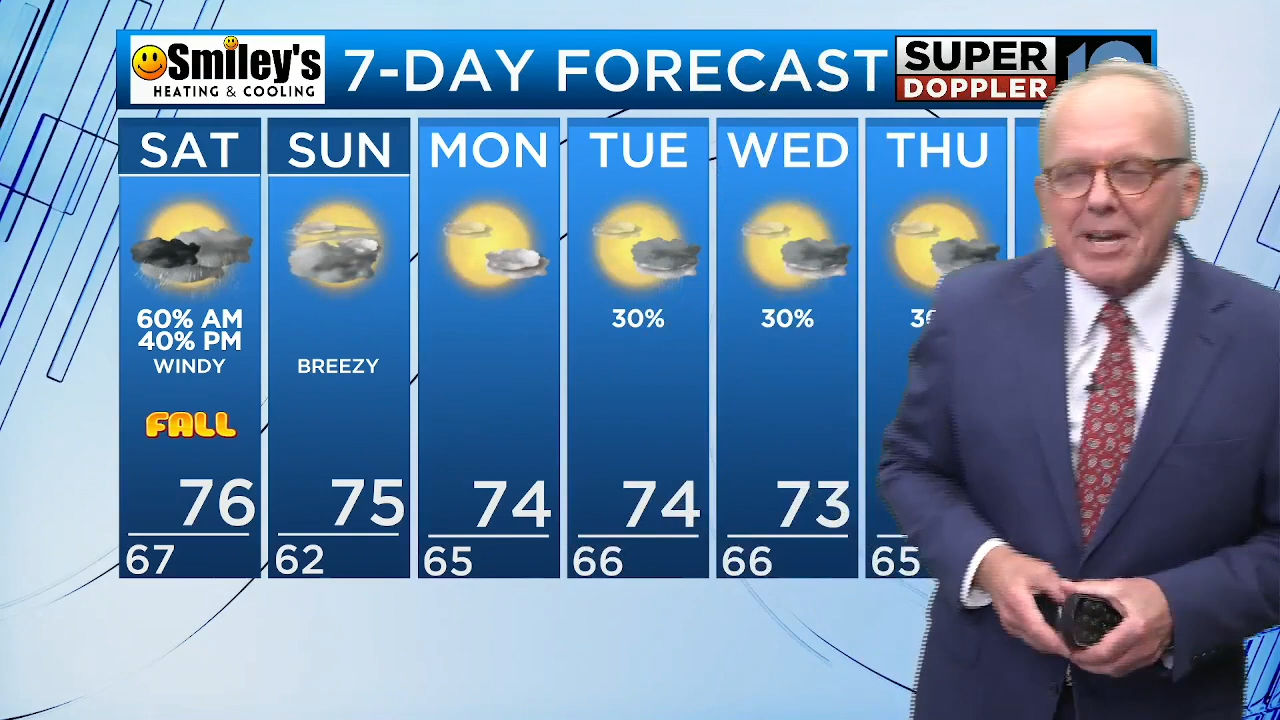 Smiley's
HEATING & COOLING
7-DAY FORECAST
SUPER
DOPPLER
10
SAT
SUN
MON
TUE
WED
THU
60% AM
40% PM
WINDY
BREEZY
30%
30%
FALL
76
75
74
74
73
67
62
65
66
66
65